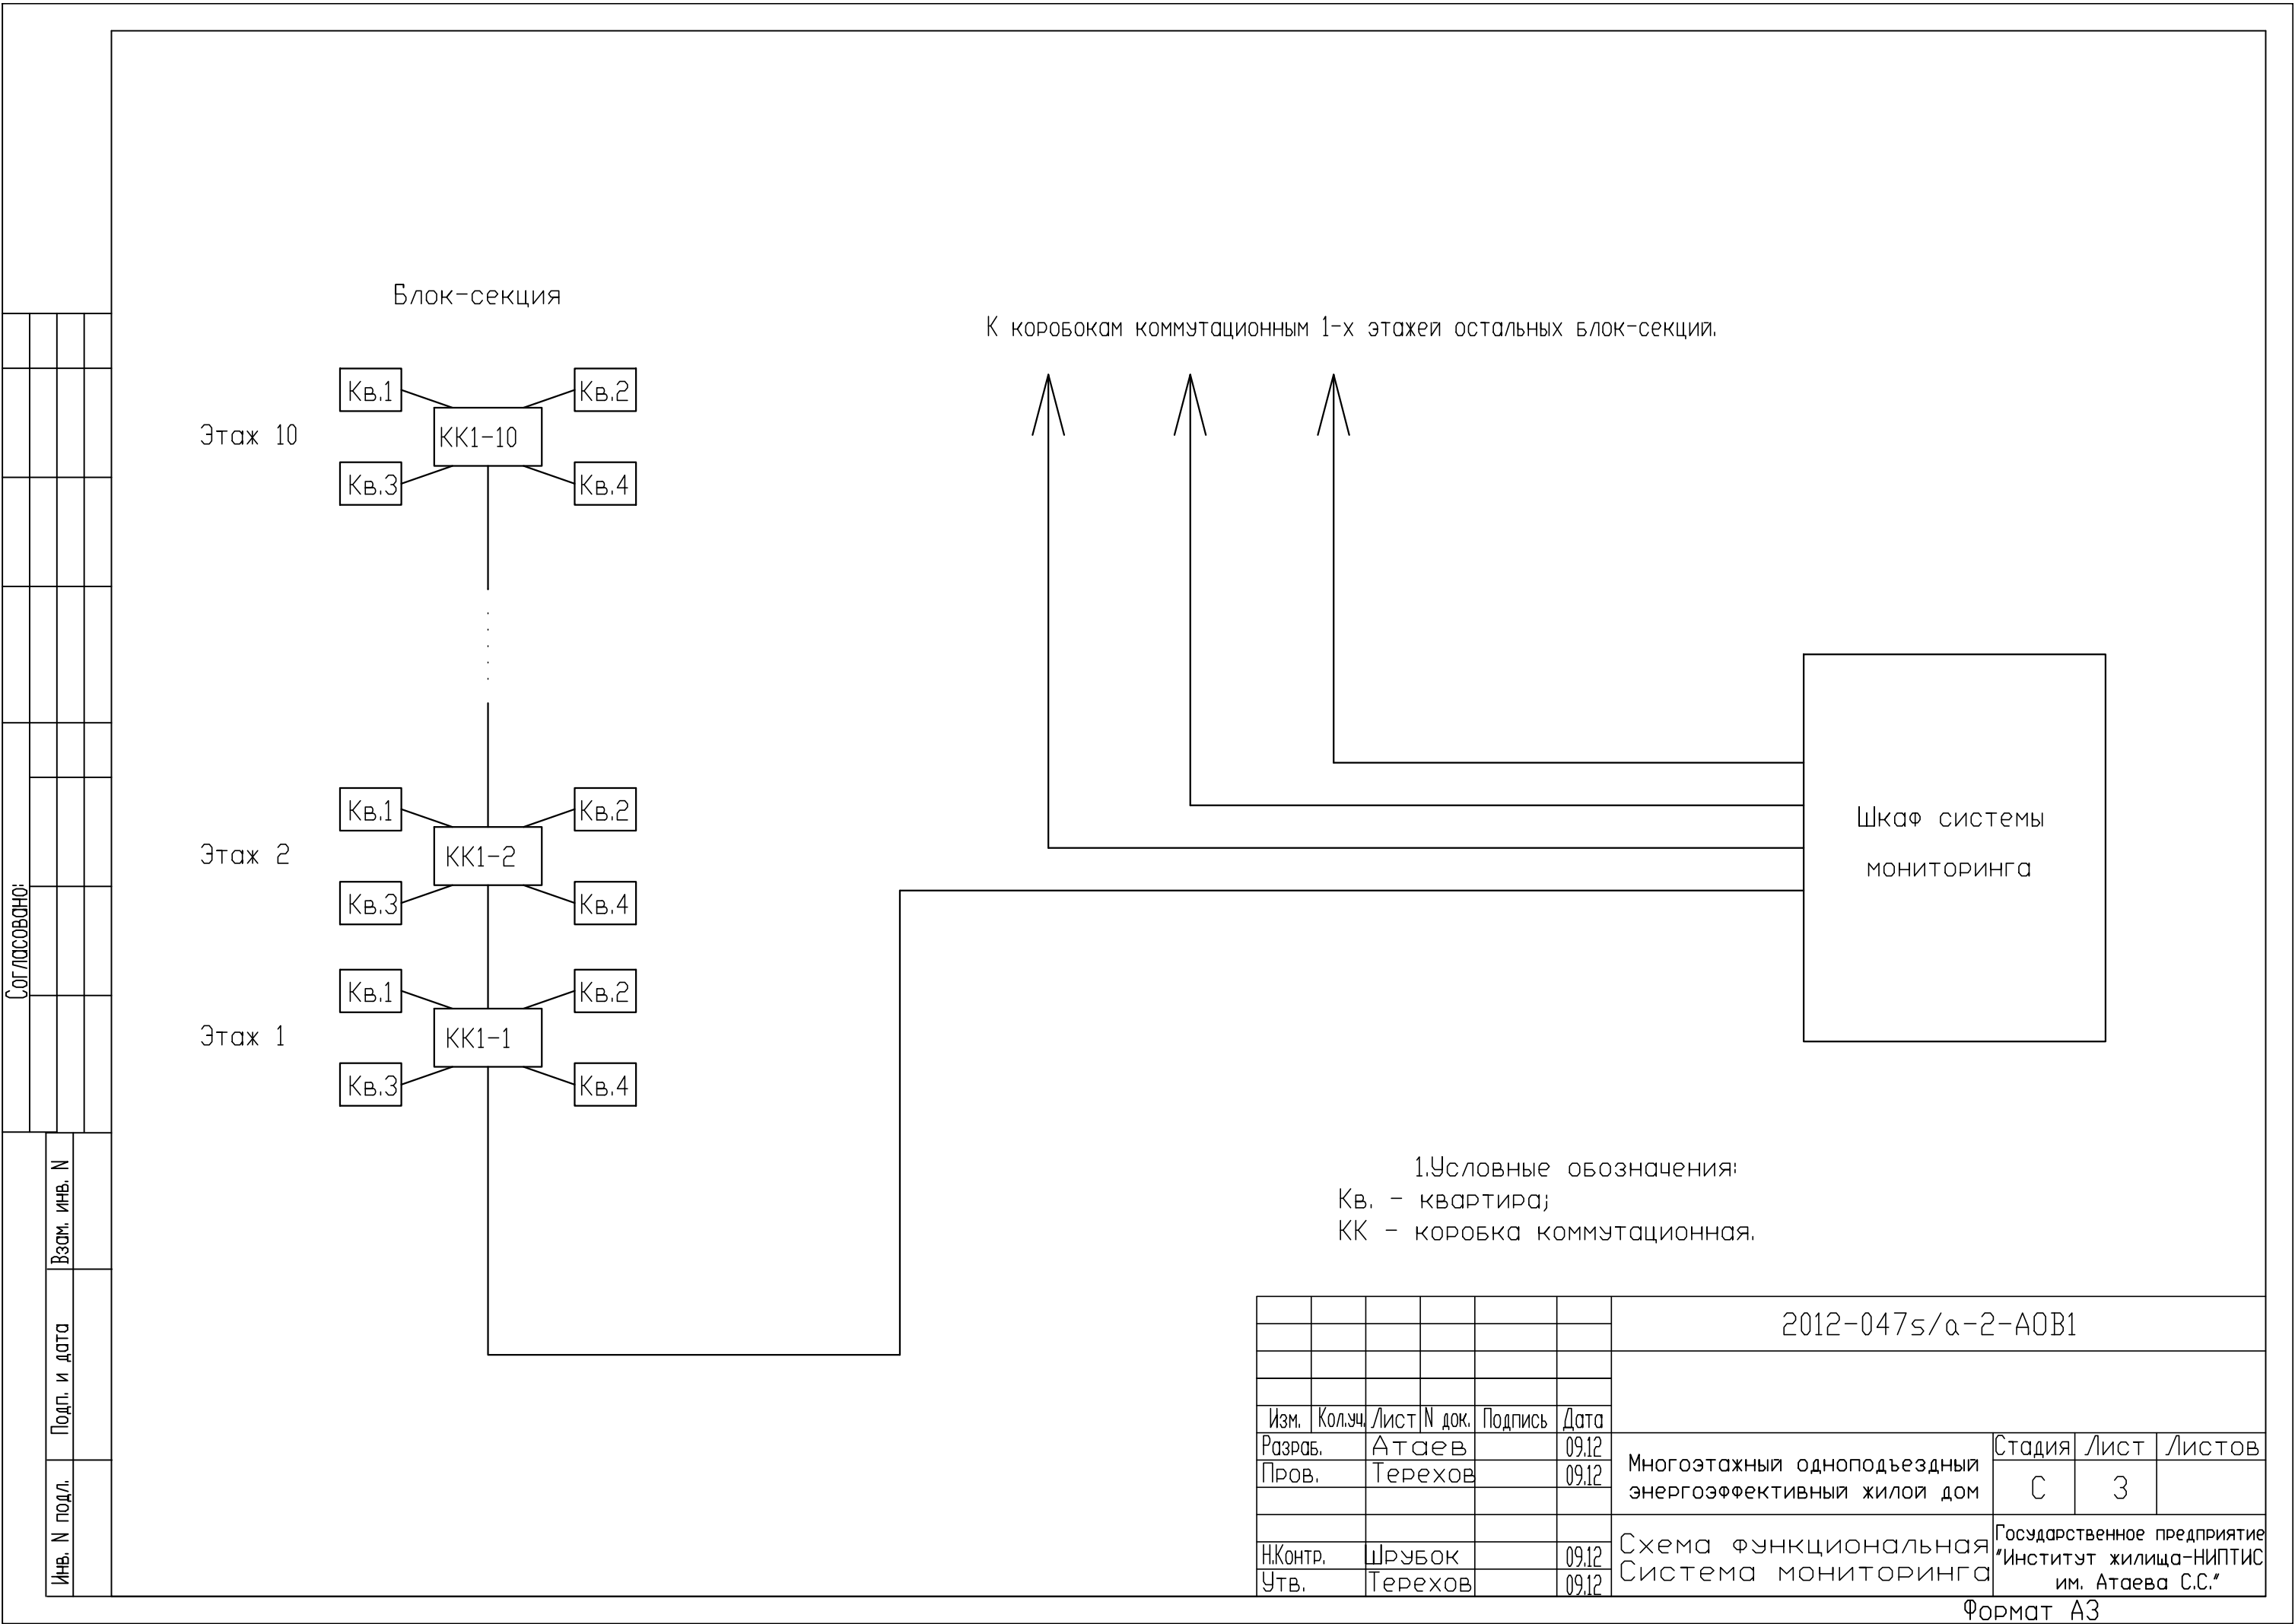 Блок-секция
К коробокам коммутационным 1-х этажей остальных блок-секций.
Кв.1
Кв.2
Этаж 10
КК1-10
Кв.3
Кв.4
Кв.1
Кв.2
Этаж 2
КК1-2
Кв.3
Кв.4
Кв.1
Кв.2
Этаж 1
КК1-1
Кв.3
Кв.4
Шкаф системы
мониторинга
1.Условные обозначения:
Кв. - квартира;
КК - коробка коммутационная.
Согласовано:
Взам. инв. N
Подп. и дата
Инв. N подл.
2012-047s/a-2-АОВ1
Изм. Кол.уч. Лист N док. Подпись Дата
Разраб. Атаев 09.12
Пров. Терехов 09.12
Н.Контр. Шрубок 09.12
Утв. Терехов 09.12
Многоэтажный одноподъездный
энергоэффективный жилой дом
Стадия Лист Листов
С 3
Схема функциональная
Система мониторинга
Государственное предприятие
"Институт жилища-НИПТИС
им. Атаева С.С."
Формат А3